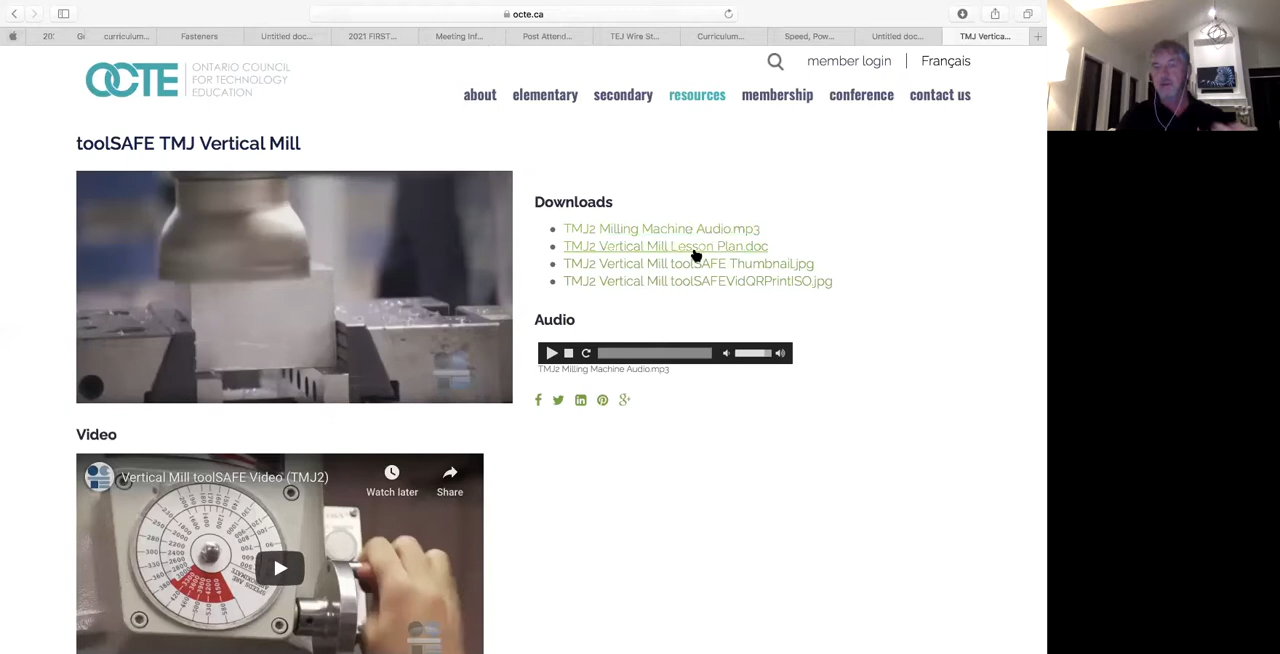 octe.ca
20:
Gi
curriculum...
Fasteners
Untitled doc...
2021 FIRST...
Meeting Inf...
Post Attend...
TEJ Wire St...
Curriculum...
Speed, Pow...
Untitled doc...
TMJ Vertica...
OCTE
ONTARIO COUNCIL
FOR TECHNOLOGY
EDUCATION
member login
Français
about
elementary
secondary
resources
membership
conference
contact us
toolSAFE TMJ Vertical Mill
Downloads
TMJ2 Milling Machine Audio.mp3
TMJ2 Vertical Mill Lesson Plan.doc
TMJ2 Vertical Mill toolSAFE Thumbnail.jpg
TMJ2 Vertical Mill toolSAFEVidQRPrintISO.jpg
Audio
TMJ2 Milling Machine Audio.mp3
Video
Vertical Mill toolSAFE Video (TMJ2)
Watch later
Share